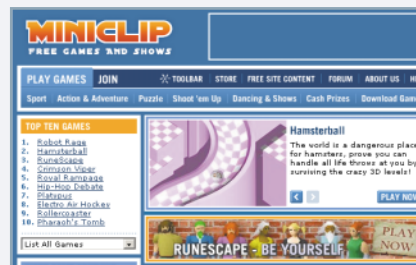 MINICLIP
FREE GAMES AND SHOWS
PLAY GAMES JOIN TOOLBAR STORE FREE SITE CONTENT FORUM ABOUT US
Sport Action & Adventure Puzzle Shoot 'em Up Dancing & Shows Cash Prizes Download
TOP TEN GAMES
1. Robot Rage
2. Hamsterball
3. RuneScape
4. Crimson Viper
5. Royal Rampage
6. Hip-Hop Debate
7. Platypus
8. Electro Air Hockey
9. Rollercoaster
10. Pharaoh's Tomb
List All Games
Hamsterball
The world is a dangerous place
for hamsters, prove you can
handle all life throws at you by
surviving the crazy 3D levels!
PLAY NOW
RUNESCAPE - BE YOURSELF
PLAY
NOW